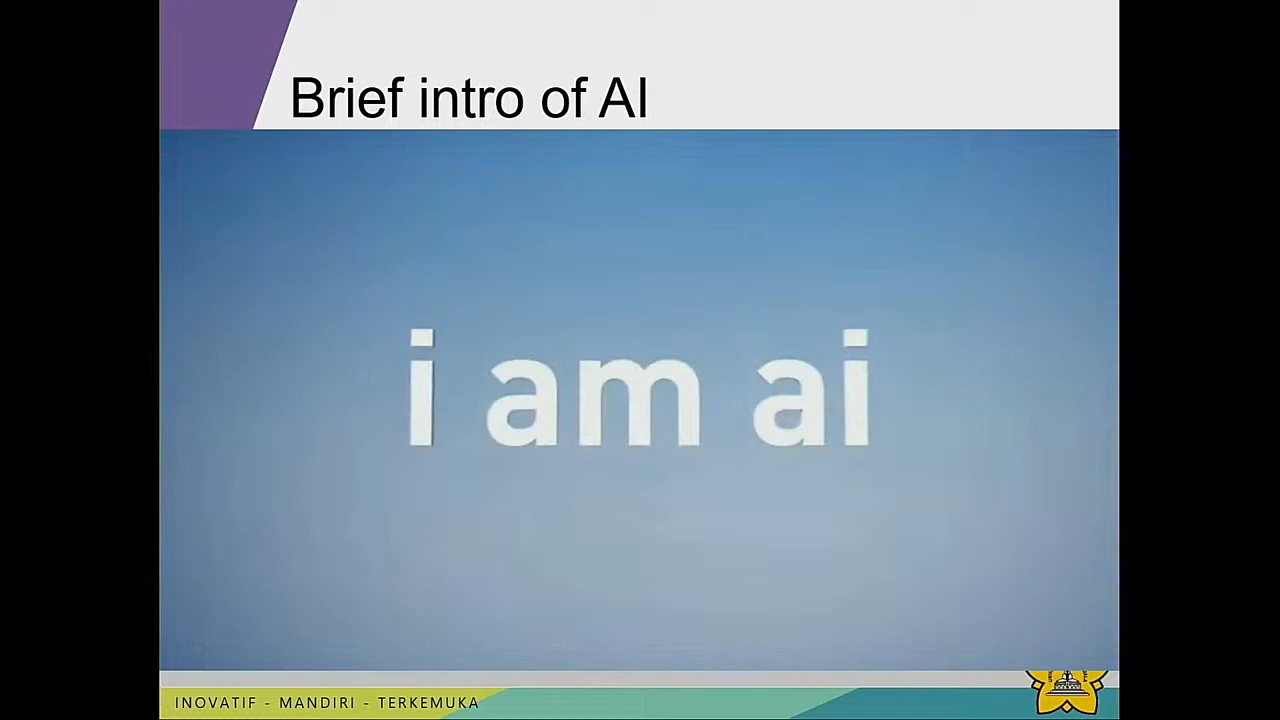 Brief intro of AI
i am ai
INOVATIF - MANDIRI - TERKEMUKA